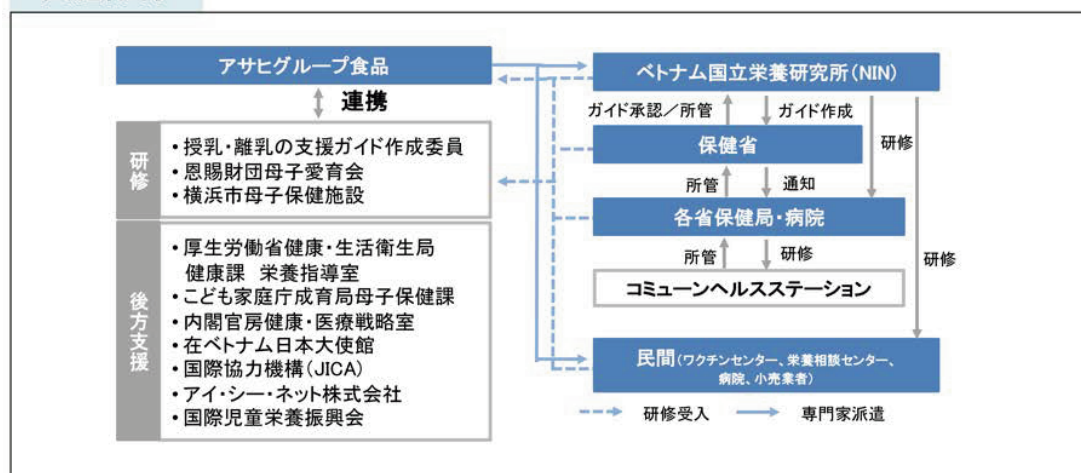 アサヒグループ食品
連携
研修
・授乳・離乳の支援ガイド作成委員
・恩賜財団母子愛育会
・横浜市母子保健施設
後方支援
・厚生労働省健康・生活衛生局
健康課 栄養指導室
・こども家庭庁成育局母子保健課
・内閣官房健康・医療戦略室
・在ベトナム日本大使館
・国際協力機構(JICA)
・アイ・シー・ネット株式会社
・国際児童栄養振興会
ベトナム国立栄養研究所(NIN)
ガイド承認/所管
ガイド作成
保健省
研修
所管
通知
各省保健局・病院
所管
研修
研修
コミューンヘルスステーション
民間(ワクチンセンター、栄養相談センター、
病院、小売業者)
研修受入
専門家派遣